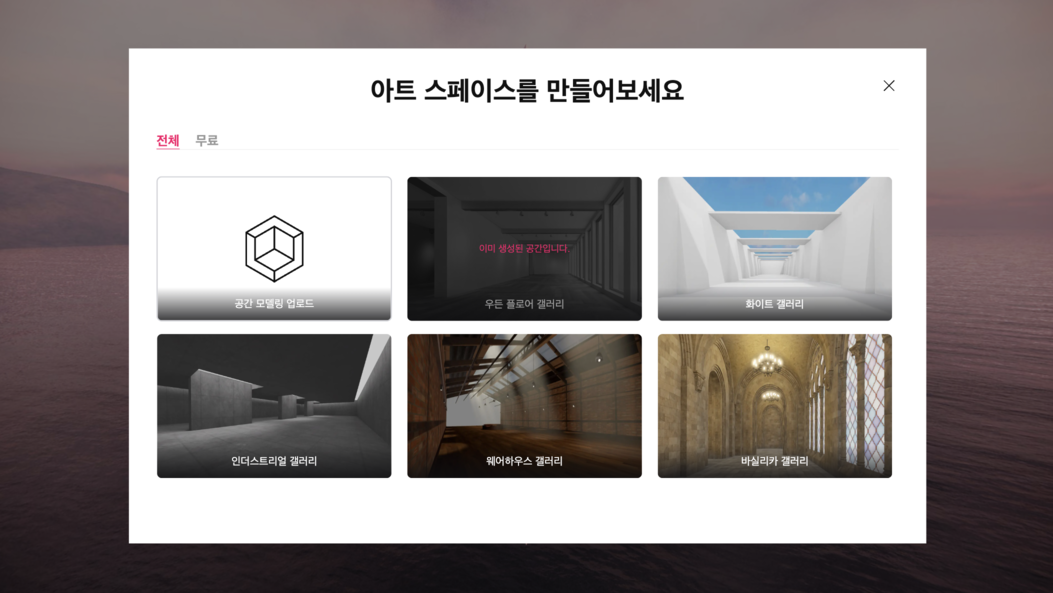 아트 스페이스를 만들어보세요
전체 무료
이미 생성된 공간입니다.
공간 모델링 업로드
우든 플로어 갤러리
화이트 갤러리
인더스트리얼 갤러리
웨어하우스 갤러리
바실리카 갤러리